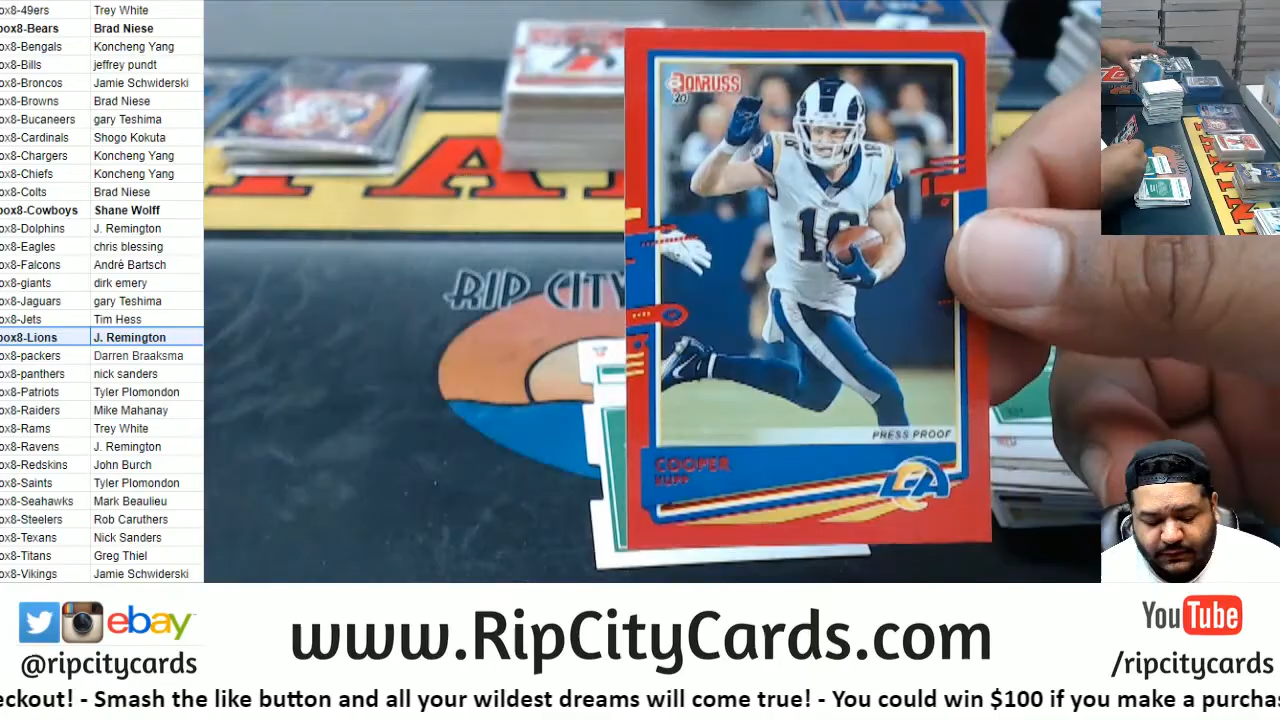 ox8-49ers Trey White
box8-Bears Brad Niese
ox8-Bengals Koncheng Yang
ox8-Bills jeffrey pundt
ox8-Broncos Jamie Schwiderski
ox8-Browns Brad Niese
ox8-Bucaneers gary Teshima
ox8-Cardinals Shogo Kokuta
ox8-Chargers Koncheng Yang
ox8-Chiefs Koncheng Yang
ox8-Colts Brad Niese
ox8-Cowboys Shane Wolff
ox8-Dolphins J. Remington
ox8-Eagles chris blessing
ox8-Falcons André Bartsch
ox8-giants dirk emery
ox8-Jaguars gary Teshima
ox8-Jets Tim Hess
box8-Lions J. Remington
ox8-packers Darren Braaksma
ox8-panthers nick sanders
ox8-Patriots Tyler Plomondon
ox8-Raiders Mike Mahanay
ox8-Rams Trey White
ox8-Ravens J. Remington
ox8-Redskins John Burch
ox8-Saints Tyler Plomondon
ox8-Seahawks Mark Beaulieu
ox8-Steelers Rob Caruthers
ox8-Texans Nick Sanders
ox8-Titans Greg Thiel
ox8-Vikings Jamie Schwiderski
DONRUSS
20
18
18
PRESS PROOF
COOPER
KUPP
LA
RIP CITY
ebay
@ripcitycards
www.RipCityCards.com
YouTube
/ripcitycards
eckout! - Smash the like button and all your wildest dreams will come true! - You could win $100 if you make a purcha